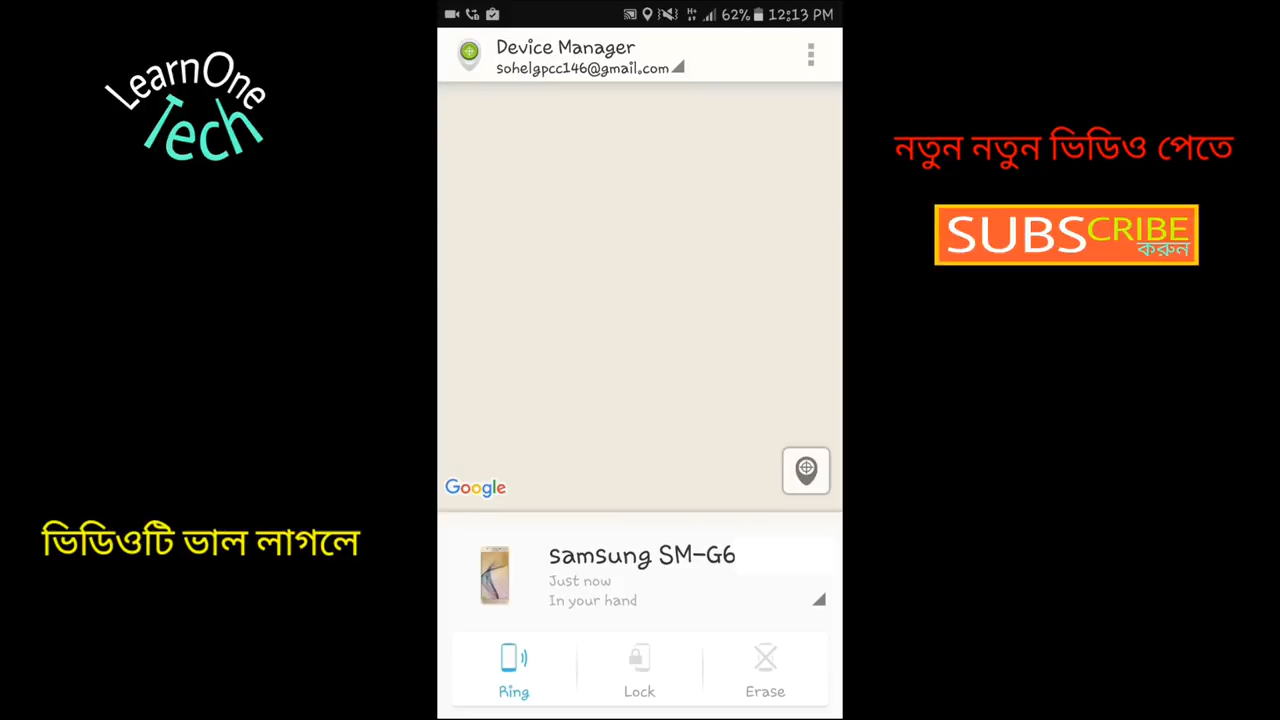 LearnOne
Tech
62% 12:13 PM
Device Manager
sohelgpcc146@gmail.com
নতুন নতুন ভিডিও পেতে
SUBSCRIBE
করুন
Google
ভিডিওটি ভাল লাগলে
samsung SM-G6
Just now
In your hand
Ring
Lock
Erase